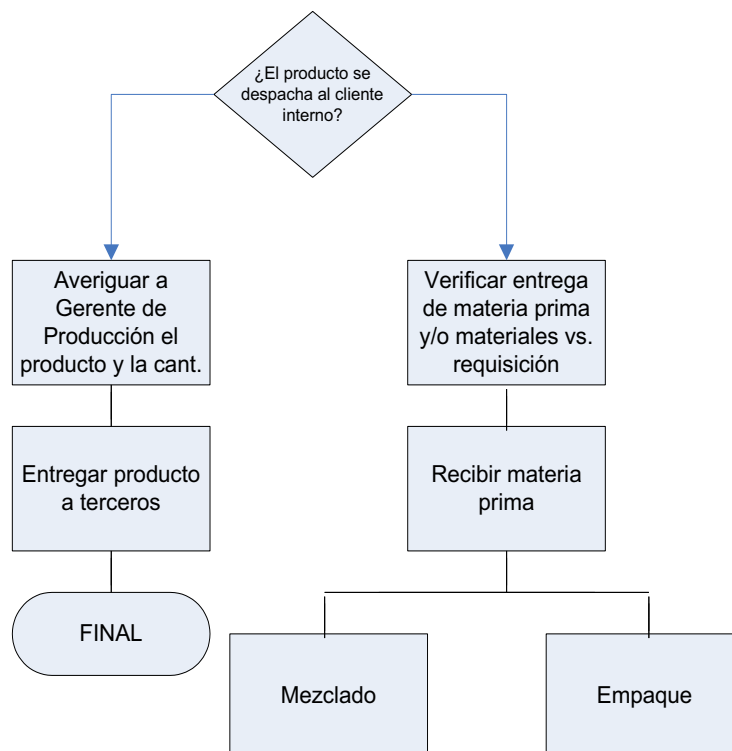 ¿El producto se
despacha al cliente
interno?
Averiguar a
Gerente de
Producción el
producto y la cant.
Verificar entrega
de materia prima
y/o materiales vs.
requisición
Entregar producto
a terceros
Recibir materia
prima
FINAL
Mezclado
Empaque